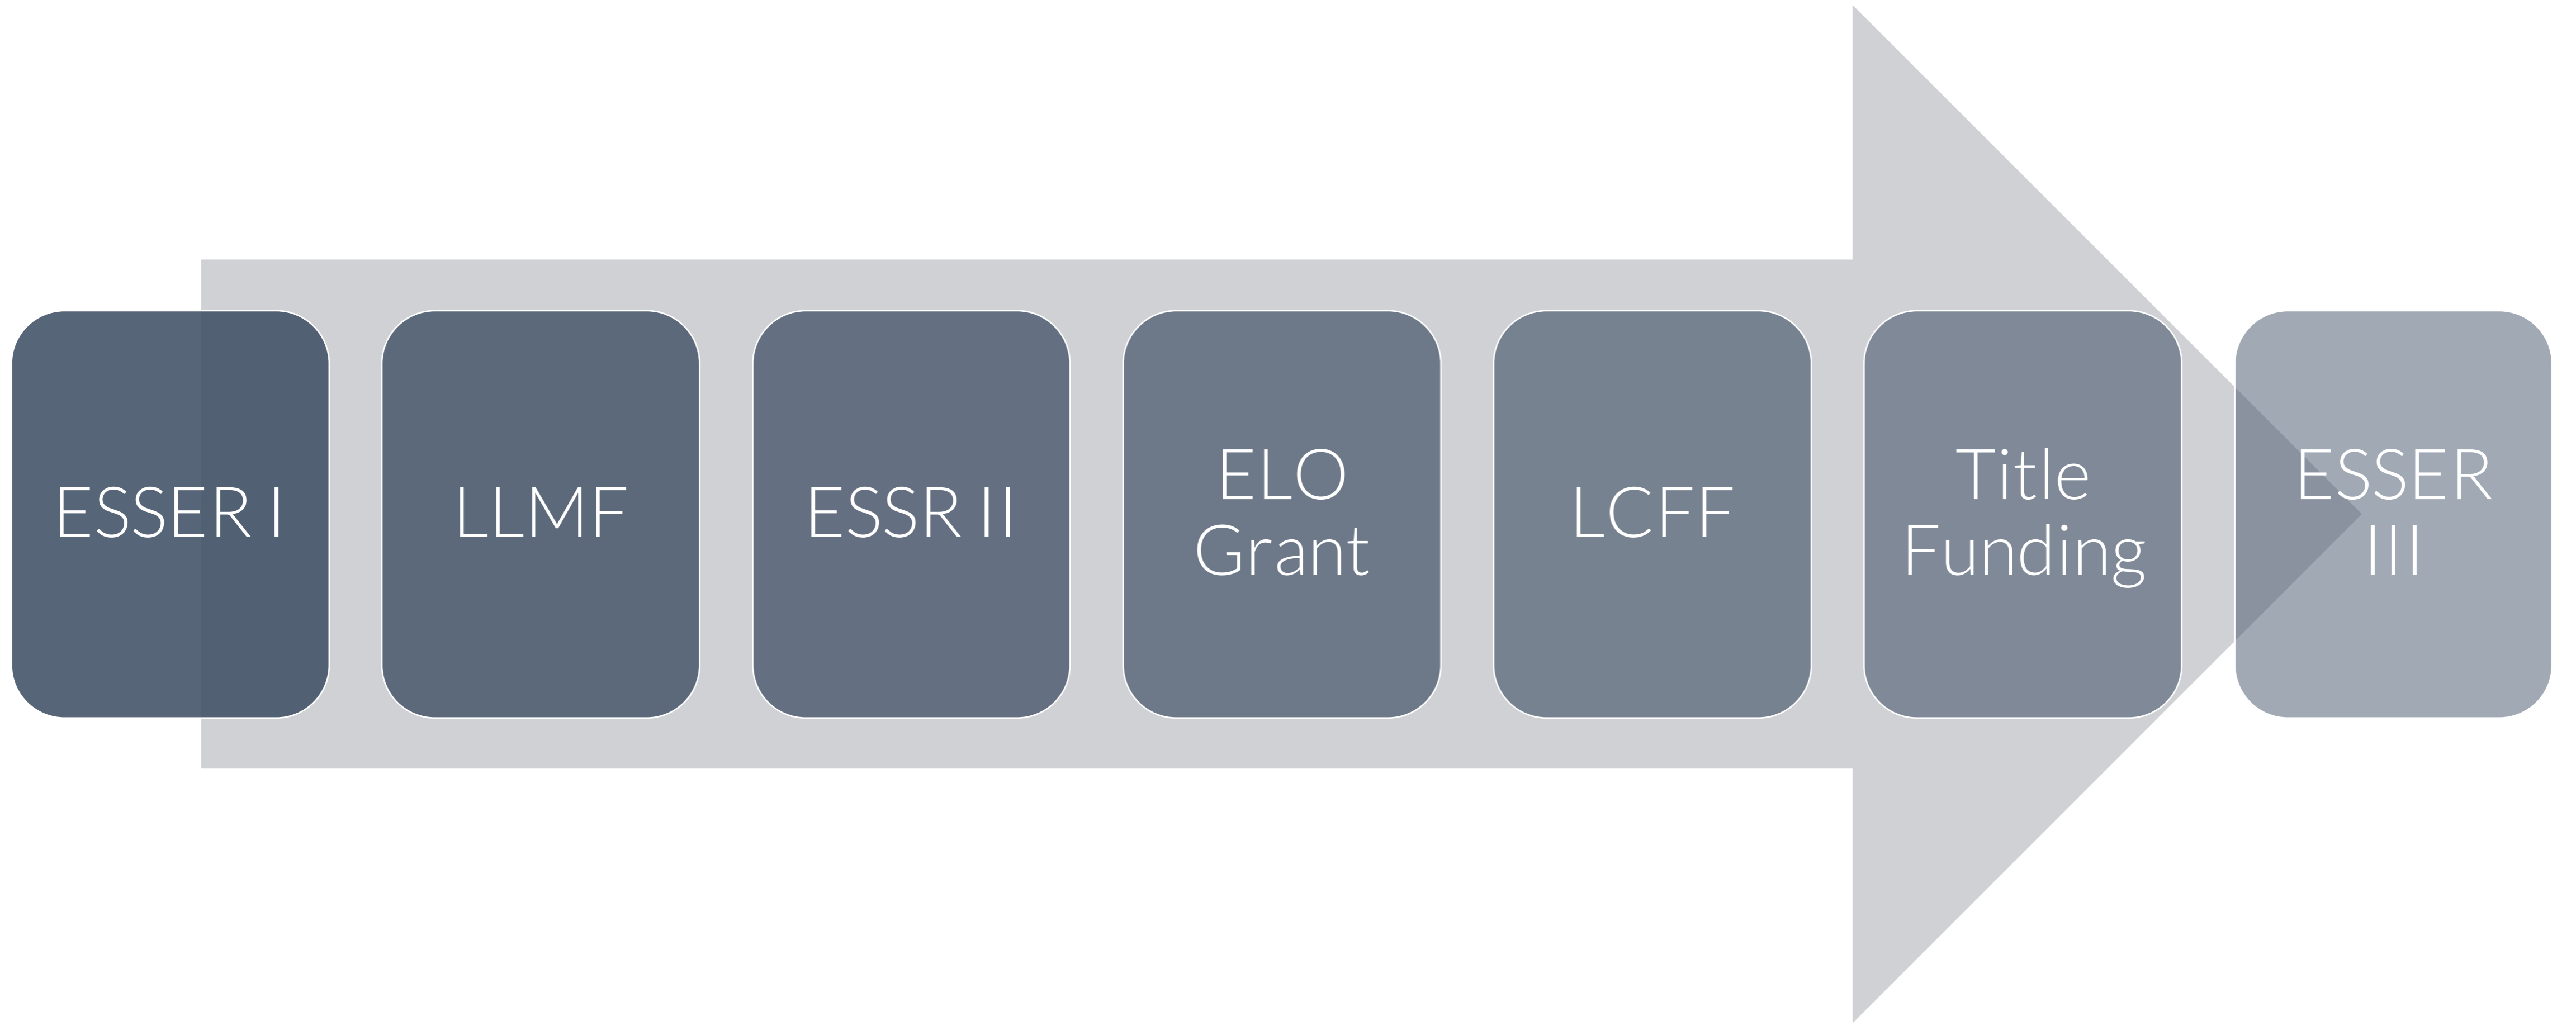 ESSER I
LLMF
ESSR II
ELO
Grant
LCFF
Title
Funding
ESSER
III